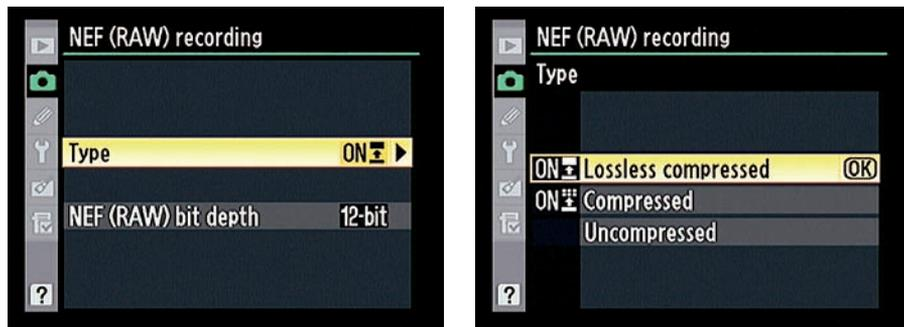 NEF (RAW) recording
Type ON
NEF (RAW) bit depth 12-bit
?
NEF (RAW) recording
Type
ON Lossless compressed OK
ON Compressed
Uncompressed
?